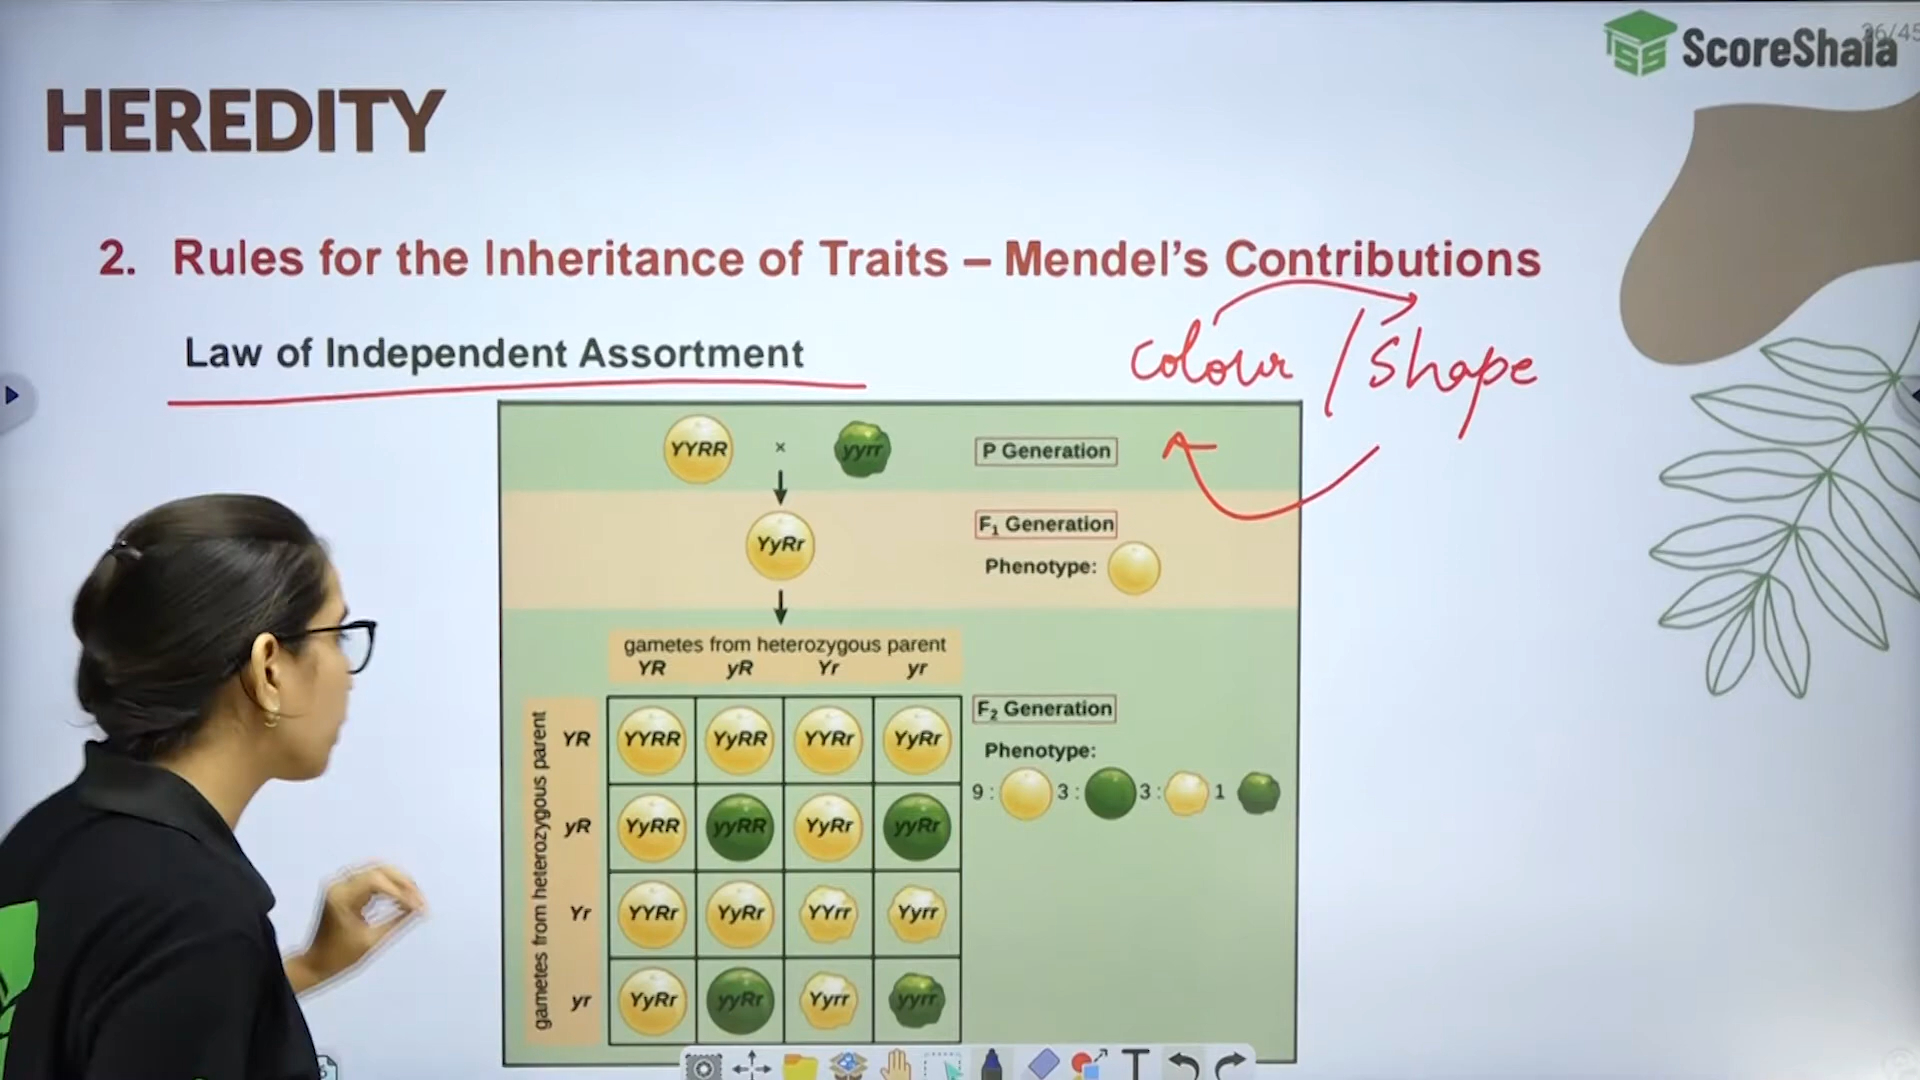 26/45
ScoreShala
HEREDITY
2. Rules for the Inheritance of Traits – Mendel's Contributions
Law of Independent Assortment
colour / shape
YYRR × yyrr P Generation
F₁ Generation
YyRr
Phenotype:
gametes from heterozygous parent
YR yR Yr yr
gametes from heterozygous parent
YR YYRR YyRR YYRr YyRr
yR YyRR yyRR YyRr yyRr
Yr YYRr YyRr YYrr Yyrr
yr YyRr yyRr Yyrr yyrr
F₂ Generation
Phenotype:
9 : 3 : 3 : 1
T